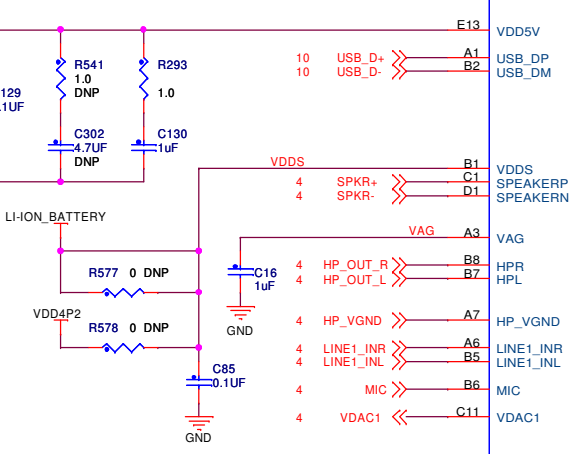 E13 VDD5V
10 USB_D+ A1 USB_DP
10 USB_D- B2 USB_DM
R541
1.0
DNP
R293
1.0
129
.1UF
C302
4.7UF
DNP
C130
.1uF
VDDS B1 VDDS
4 SPKR+ C1 SPEAKERP
4 SPKR- D1 SPEAKERN
LI-ION_BATTERY
VAG A3 VAG
R577 0 DNP
C16
1uF
GND
4 HP_OUT_R B8 HPR
4 HP_OUT_L B7 HPL
VDD4P2
R578 0 DNP
4 HP_VGND A7 HP_VGND
4 LINE1_INR A6 LINE1_INR
4 LINE1_INL B5 LINE1_INL
C85
0.1UF
GND
4 MIC B6 MIC
4 VDAC1 C11 VDAC1